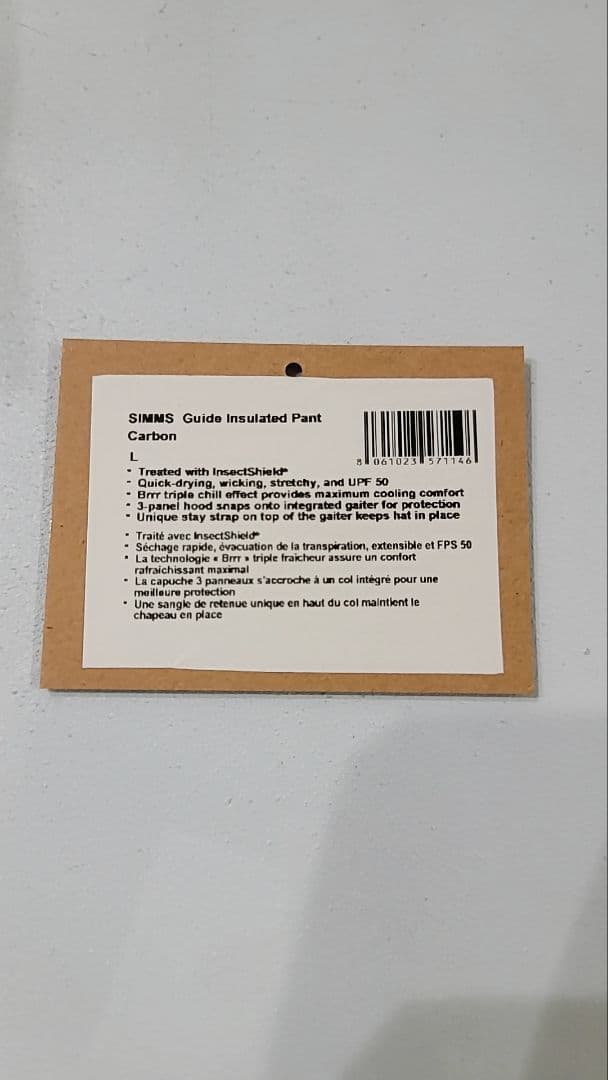 SIMMS Guide Insulated Pant
Carbon
L
8 061023 571146
· Treated with InsectShield®
· Quick-drying, wicking, stretchy, and UPF 50
· Brrr triple chill effect provides maximum cooling comfort
· 3-panel hood snaps onto integrated gaiter for protection
· Unique stay strap on top of the gaiter keeps hat in place
· Traité avec InsectShield®
· Séchage rapide, évacuation de la transpiration, extensible et FPS 50
· La technologie « Brrr » triple fraîcheur assure un confort
rafraîchissant maximal
· La capuche 3 panneaux s'accroche à un col intégré pour une
meilleure protection
· Une sangle de retenue unique en haut du col maintient le
chapeau en place